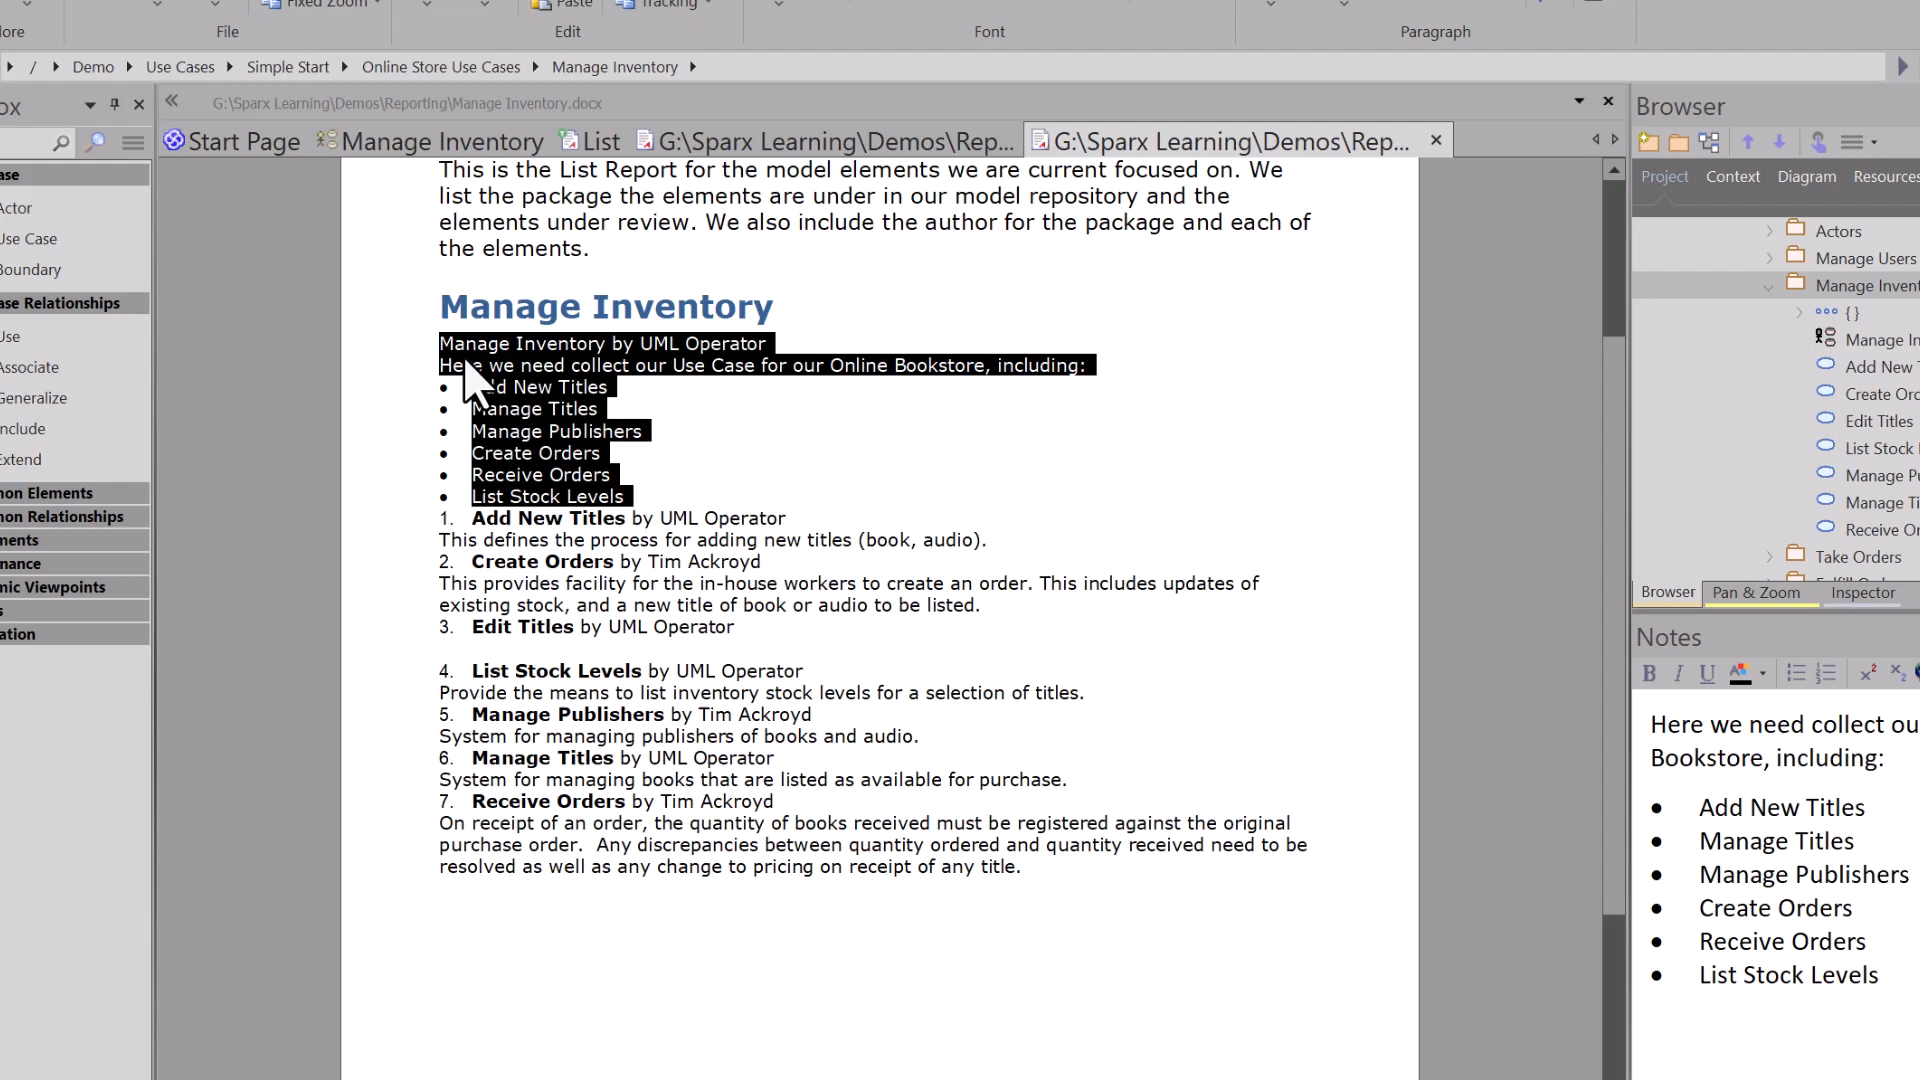 Fixed Zoom
Paste
Tracking
File
Edit
Font
Paragraph
/ Demo Use Cases Simple Start Online Store Use Cases Manage Inventory
G:\Sparx Learning\Demos\Reporting\Manage Inventory.docx
Browser
Start Page
Manage Inventory
List
G:\Sparx Learning\Demos\Rep...
G:\Sparx Learning\Demos\Rep...
Project Context Diagram Resources
Actor
Use Case
Boundary
Use
Associate
Generalize
Include
Extend
This is the List Report for the model elements we are current focused on. We
list the package the elements are under in our model repository and the
elements under review. We also include the author for the package and each of
the elements.
Manage Inventory
Manage Inventory by UML Operator
Here we need collect our Use Case for our Online Bookstore, including:
• Add New Titles
• Manage Titles
• Manage Publishers
• Create Orders
• Receive Orders
• List Stock Levels
1. Add New Titles by UML Operator
This defines the process for adding new titles (book, audio).
2. Create Orders by Tim Ackroyd
This provides facility for the in-house workers to create an order. This includes updates of
existing stock, and a new title of book or audio to be listed.
3. Edit Titles by UML Operator
4. List Stock Levels by UML Operator
Provide the means to list inventory stock levels for a selection of titles.
5. Manage Publishers by Tim Ackroyd
System for managing publishers of books and audio.
6. Manage Titles by UML Operator
System for managing books that are listed as available for purchase.
7. Receive Orders by Tim Ackroyd
On receipt of an order, the quantity of books received must be registered against the original
purchase order.  Any discrepancies between quantity ordered and quantity received need to be
resolved as well as any change to pricing on receipt of any title.
Actors
Manage Users
Manage Invent
{ }
Manage In
Add New
Create Ord
Edit Titles
List Stock
Manage Pu
Manage Ti
Receive Or
Take Orders
Browser Pan & Zoom Inspector
Notes
B I U
Here we need collect ou
Bookstore, including:
• Add New Titles
• Manage Titles
• Manage Publishers
• Create Orders
• Receive Orders
• List Stock Levels